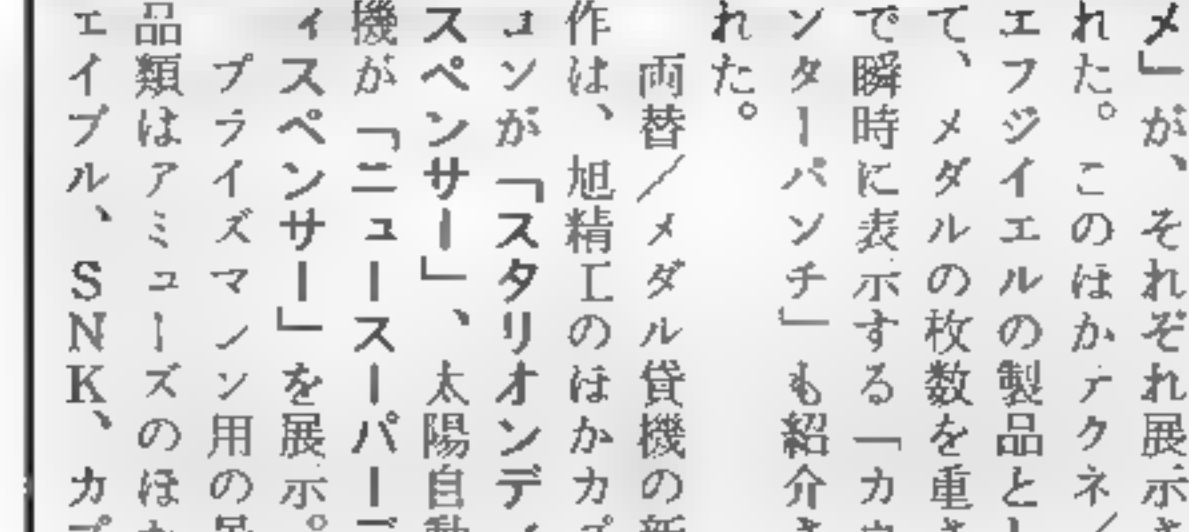 メ」が、それぞれ展示さ
れた。このほかァクネ
エフジイエルの製品とし
て、メダルの枚数を重さ
で瞬時に表示する「カウ
ンターパンチ」も紹介さ
れた。
両替／メダル貸機の新
作は、旭精工のほかカプ
ョンが「スタリオンディ
スペンサー」、太陽自動
機が「ニュースーパーデ
ィスペンサー」を展示。
プライズマシン用の景
品類はアミューズのほか
ェイブル、SNK、カプ